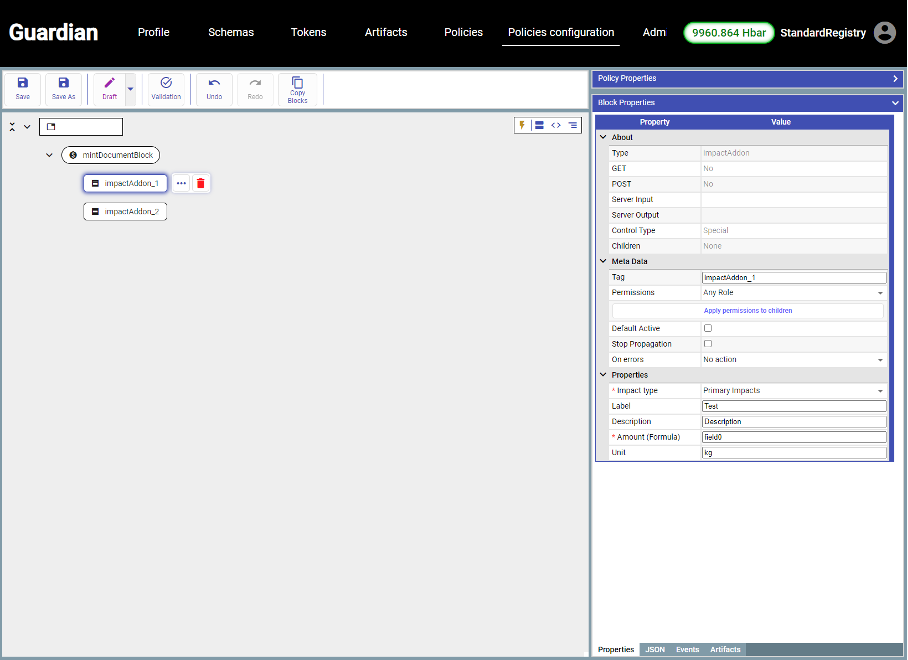 Guardian
Profile
Schemas
Tokens
Artifacts
Policies
Policies configuration
Adm
9960.864 Hbar
StandardRegistry
Save
Save As
Draft
Validation
Undo
Redo
Copy
Blocks
mintDocumentBlock
impactAddon_1
impactAddon_2
Policy Properties
Block Properties
Property Value
About
Type impactAddon
GET No
POST No
Server Input
Server Output
Control Type Special
Children None
Meta Data
Tag impactAddon_1
Permissions Any Role
Apply permissions to children
Default Active
Stop Propagation
On errors No action
Properties
* Impact type Primary Impacts
Label Test
Description Description
* Amount (Formula) field0
Unit kg
Properties JSON Events Artifacts